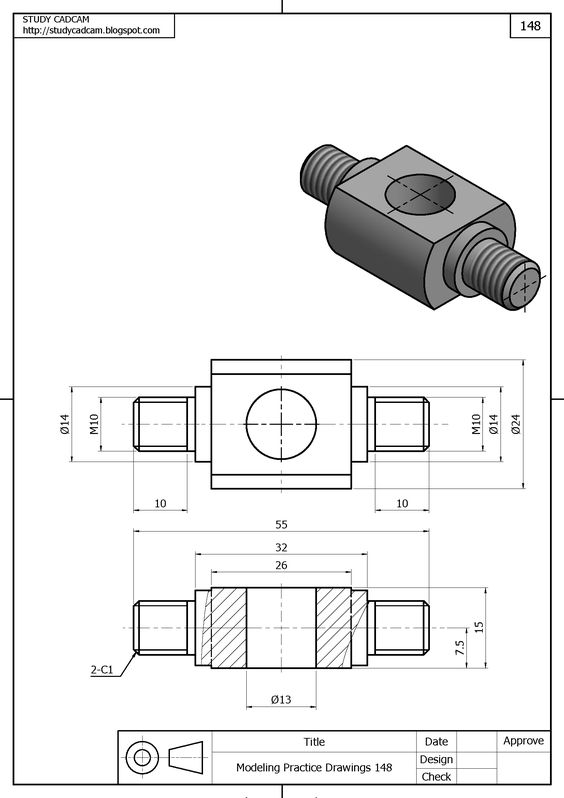 STUDY CADCAM
http://studycadcam.blogspot.com
148
Ø14
M10
M10
Ø14
Ø24
10
10
55
32
26
15
7.5
2-C1
Ø13
Title
Date
Approve
Modeling Practice Drawings 148
Design
Check